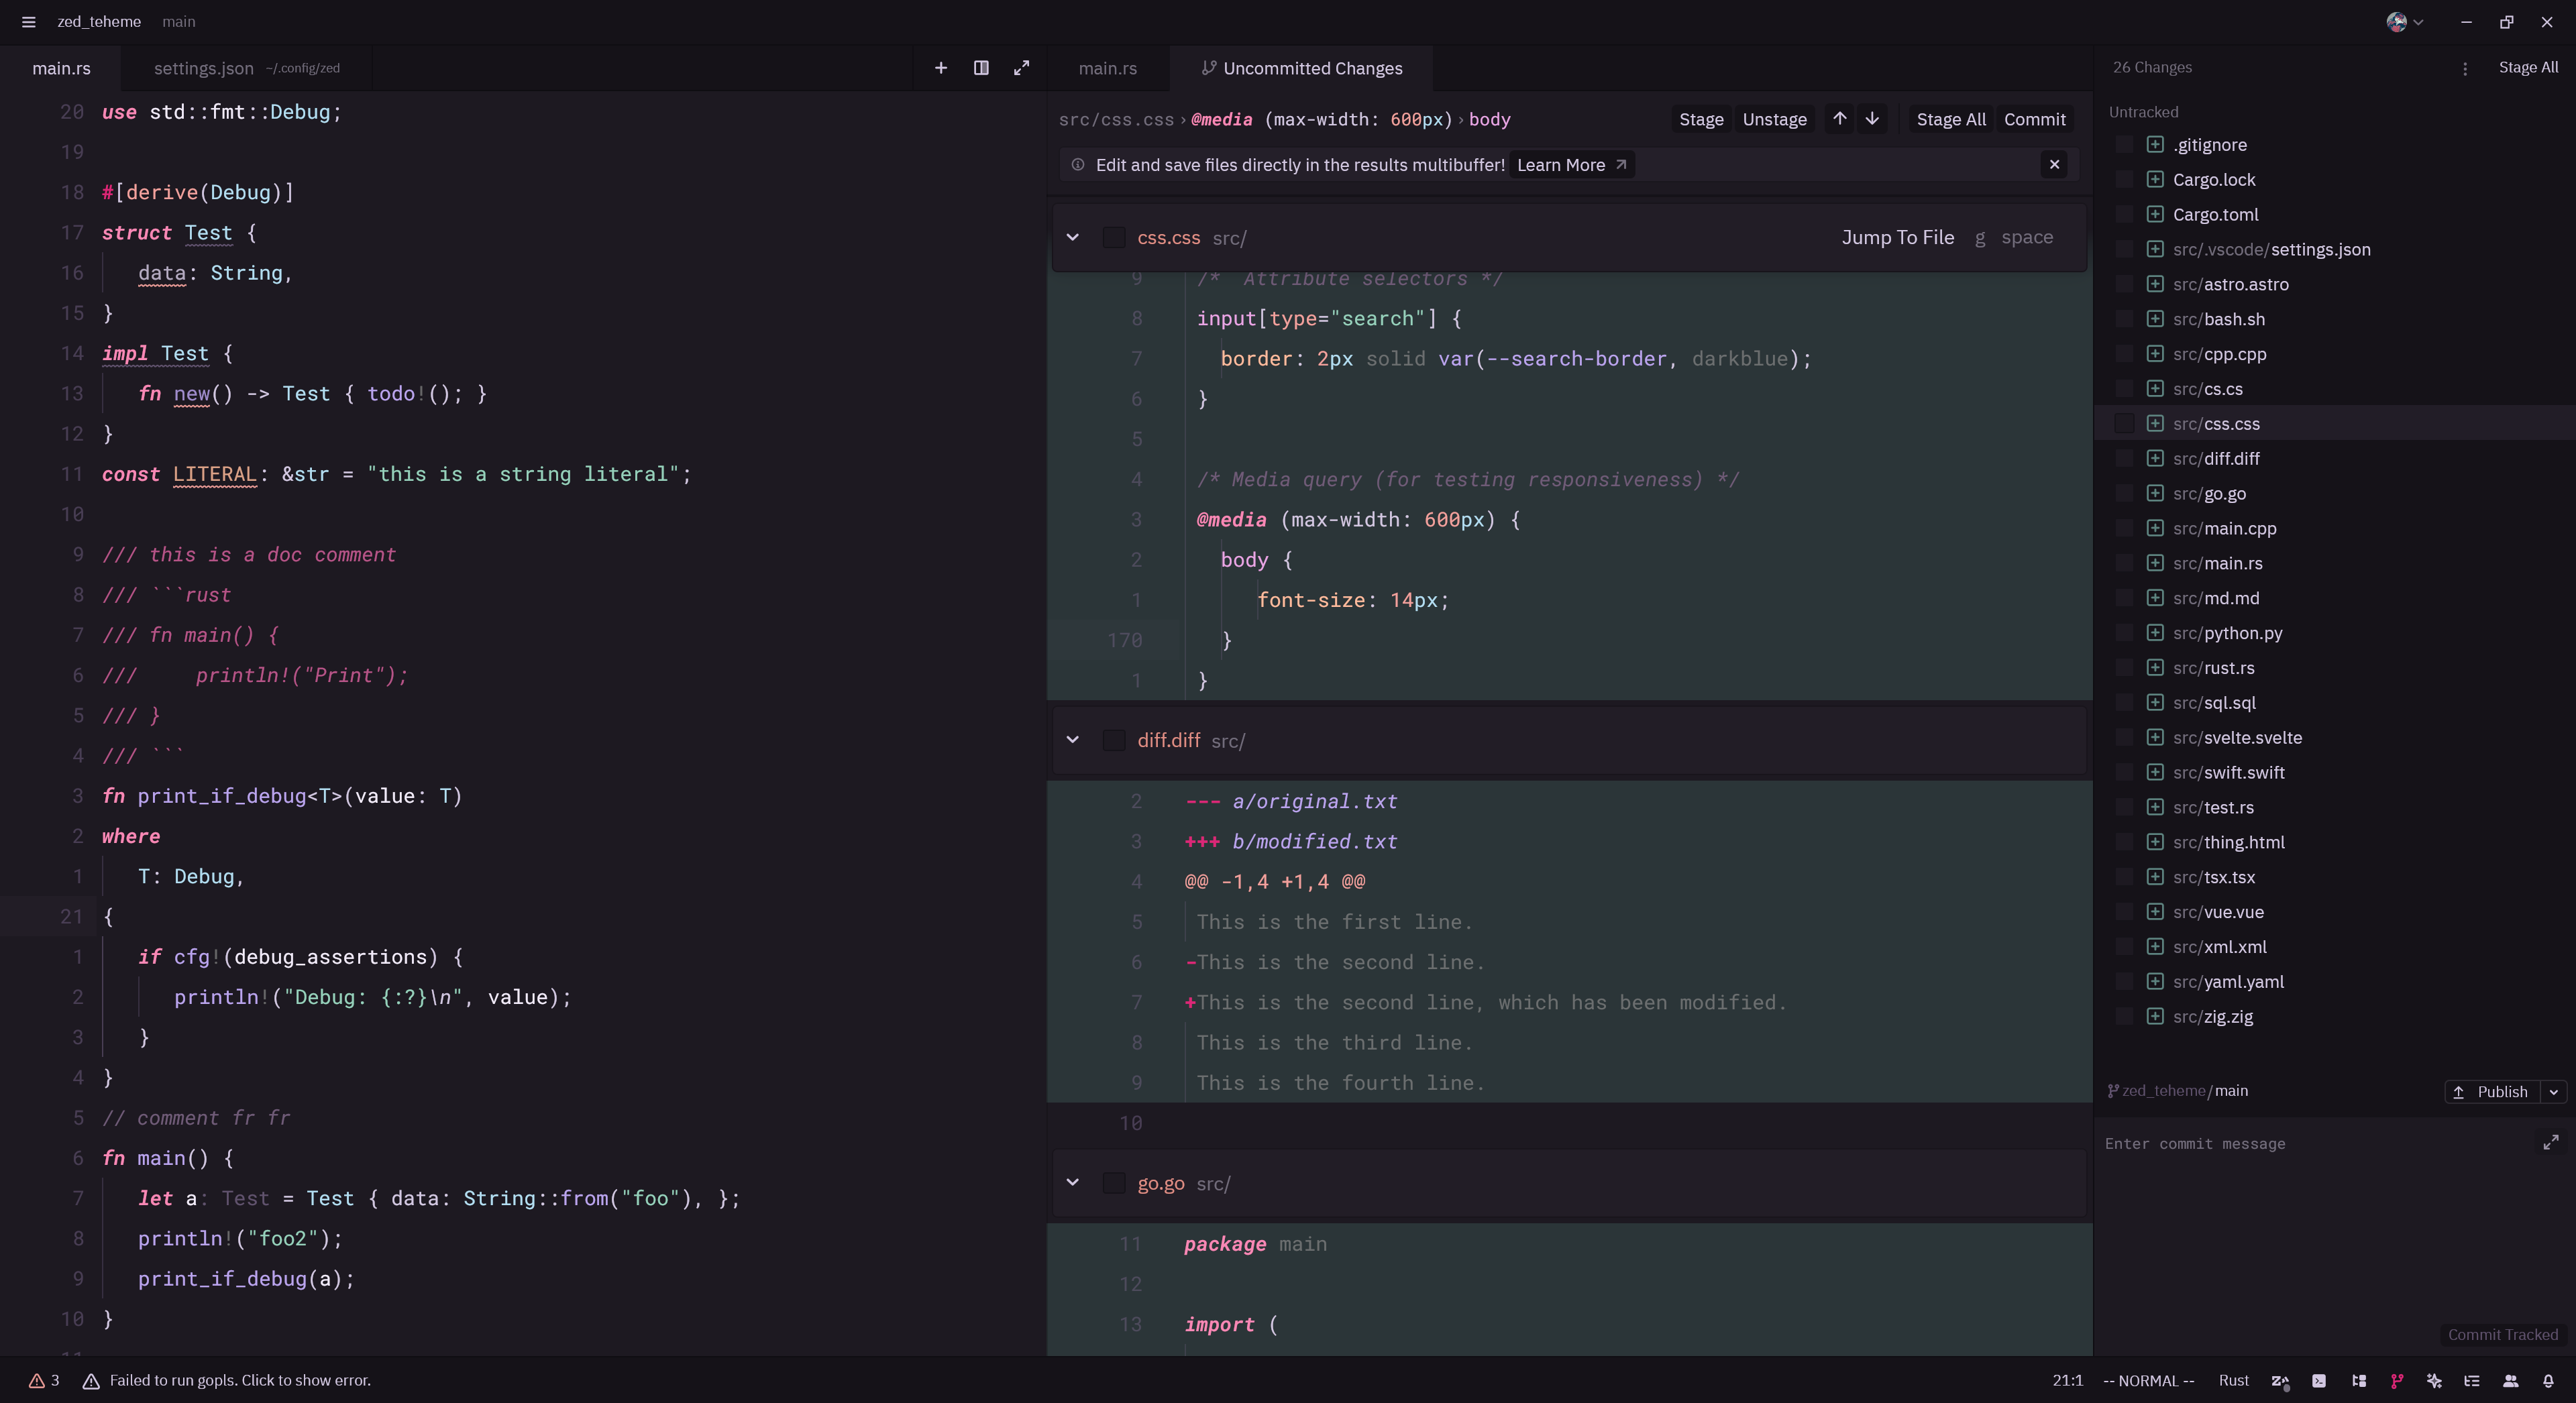 zed_teheme main
main.rs settings.json ~/.config/zed
20 use std::fmt::Debug;
19
18 #[derive(Debug)]
17 struct Test {
16 data: String,
15 }
14 impl Test {
13 fn new() -> Test { todo!(); }
12 }
11 const LITERAL: &str = "this is a string literal";
10
9 /// this is a doc comment
8 /// ```rust
7 /// fn main() {
6 ///     println!("Print");
5 /// }
4 /// ```
3 fn print_if_debug<T>(value: T)
2 where
1 T: Debug,
21 {
1 if cfg!(debug_assertions) {
2 println!("Debug: {:?}\n", value);
3 }
4 }
5 // comment fr fr
6 fn main() {
7 let a: Test = Test { data: String::from("foo"), };
8 println!("foo2");
9 print_if_debug(a);
10 }
main.rs Uncommitted Changes
src/css.css › @media (max-width: 600px) › body Stage Unstage Stage All Commit
Edit and save files directly in the results multibuffer! Learn More
css.css src/ Jump To File g space
9 /*  Attribute selectors */
8 input[type="search"] {
7 border: 2px solid var(--search-border, darkblue);
6 }
5
4 /* Media query (for testing responsiveness) */
3 @media (max-width: 600px) {
2 body {
1 font-size: 14px;
170 }
1 }
diff.diff src/
2 --- a/original.txt
3 +++ b/modified.txt
4 @@ -1,4 +1,4 @@
5 This is the first line.
6 -This is the second line.
7 +This is the second line, which has been modified.
8 This is the third line.
9 This is the fourth line.
10
go.go src/
11 package main
12
13 import (
26 Changes Stage All
Untracked
.gitignore
Cargo.lock
Cargo.toml
src/.vscode/settings.json
src/astro.astro
src/bash.sh
src/cpp.cpp
src/cs.cs
src/css.css
src/diff.diff
src/go.go
src/main.cpp
src/main.rs
src/md.md
src/python.py
src/rust.rs
src/sql.sql
src/svelte.svelte
src/swift.swift
src/test.rs
src/thing.html
src/tsx.tsx
src/vue.vue
src/xml.xml
src/yaml.yaml
src/zig.zig
zed_teheme/main Publish
Enter commit message
Commit Tracked
3 Failed to run gopls. Click to show error. 21:1 -- NORMAL -- Rust